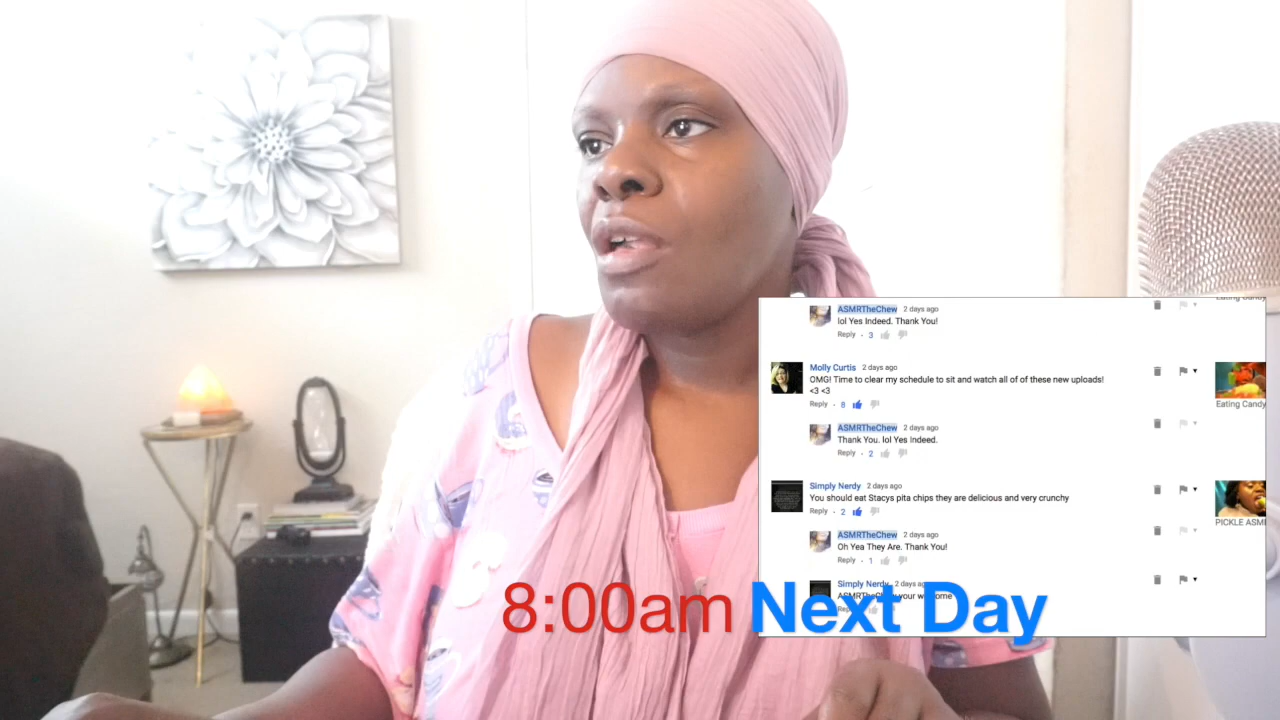 Eating Candy
ASMRTheChew 2 days ago
lol Yes Indeed. Thank You!
Reply · 3
Molly Curtis 2 days ago
OMG! Time to clear my schedule to sit and watch all of of these new uploads!
<3 <3
Reply · 8
Eating Candy
ASMRTheChew 2 days ago
Thank You. lol Yes Indeed.
Reply · 2
Simply Nerdy 2 days ago
You should eat Stacys pita chips they are delicious and very crunchy
Reply · 2
PICKLE ASM
ASMRTheChew 2 days ago
Oh Yea They Are. Thank You!
Reply · 1
Simply Nerdy 2 days ago
your
8:00am Next Day